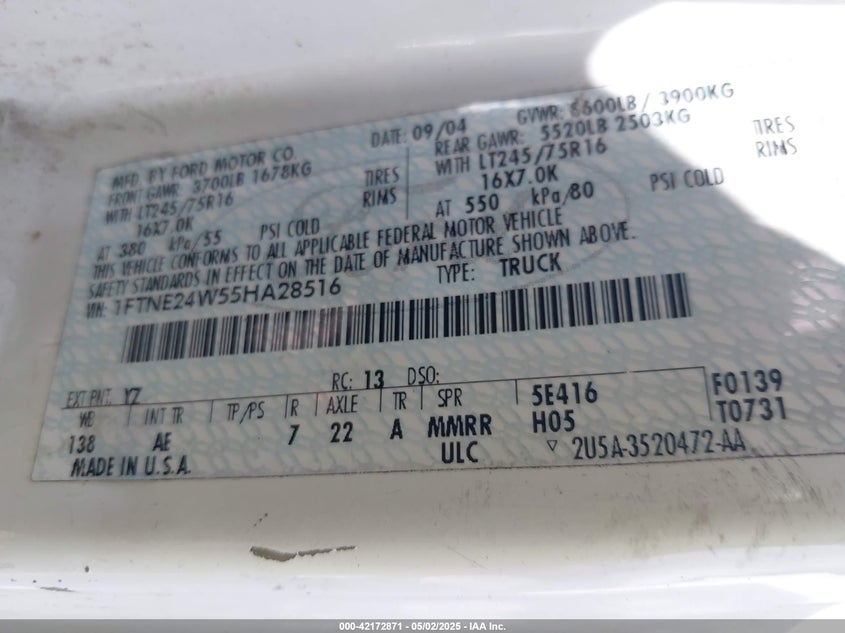 MFD. BY FORD MOTOR CO. DATE: 09/04 GVWR: 8600LB / 3900KG
FRONT GAWR: 3700LB 1678KG REAR GAWR: 5520LB 2503KG
WITH LT245/75R16 TIRES WITH LT245/75R16 TIRES
16X7.0K RIMS 16X7.0K RIMS
AT 380 kPa/55 PSI COLD AT 550 kPa/80 PSI COLD
THIS VEHICLE CONFORMS TO ALL APPLICABLE FEDERAL MOTOR VEHICLE
SAFETY STANDARDS IN EFFECT ON THE DATE OF MANUFACTURE SHOWN ABOVE.
VIN: 1FTNE24W55HA28516 TYPE: TRUCK
EXT PNT: YZ RC: 13 DSO:
WB INT TR TP/PS R AXLE TR SPR 5E416 F0139
138 AE 7 22 A MMRR H05 T0731
ULC ▽ 2U5A-3520472-AA
MADE IN U.S.A.
000-42172871 - 05/02/2025 - IAA Inc.